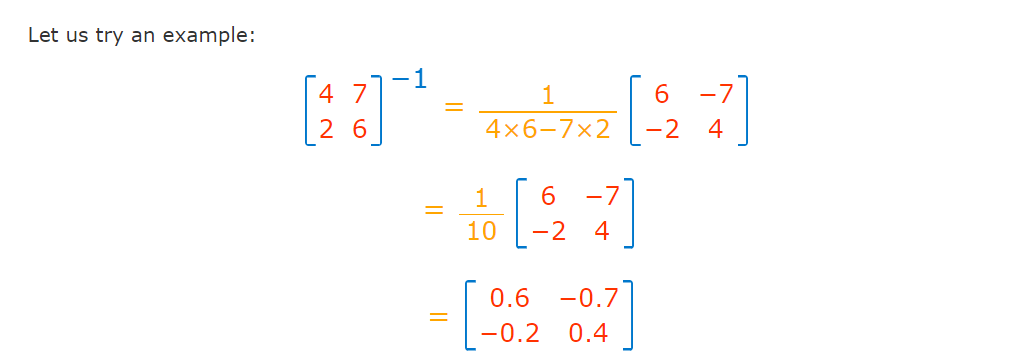 Let us try an example:
[4 7; 2 6]⁻¹ = 1/(4×6−7×2) [6 −7; −2 4]
= 1/10 [6 −7; −2 4]
= [0.6 −0.7; −0.2 0.4]